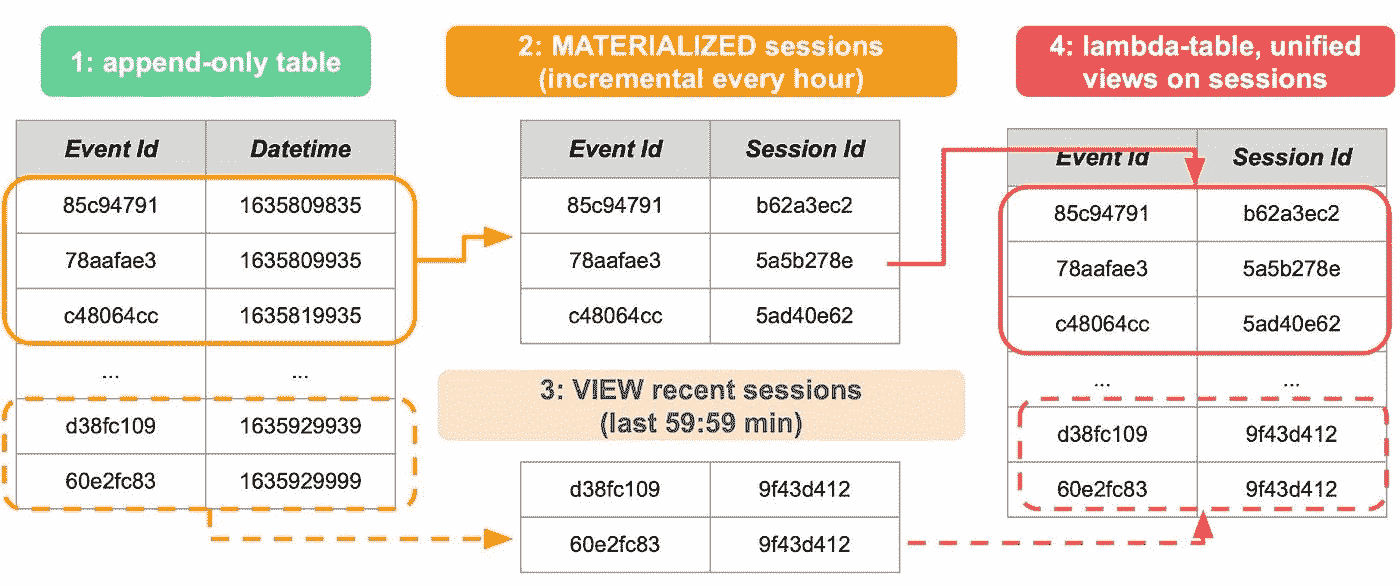 1: append-only table
2: MATERIALIZED sessions
(incremental every hour)
4: lambda-table, unified
views on sessions
Event Id Datetime
85c94791 1635809835
78aafae3 1635809935
c48064cc 1635819935
... ...
d38fc109 1635929939
60e2fc83 1635929999
Event Id Session Id
85c94791 b62a3ec2
78aafae3 5a5b278e
c48064cc 5ad40e62
3: VIEW recent sessions
(last 59:59 min)
d38fc109 9f43d412
60e2fc83 9f43d412
Event Id Session Id
85c94791 b62a3ec2
78aafae3 5a5b278e
c48064cc 5ad40e62
... ...
d38fc109 9f43d412
60e2fc83 9f43d412